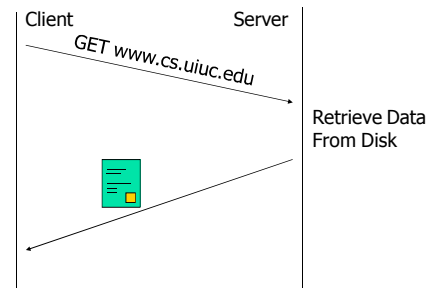 Client
Server
GET www.cs.uiuc.edu
Retrieve Data
From Disk